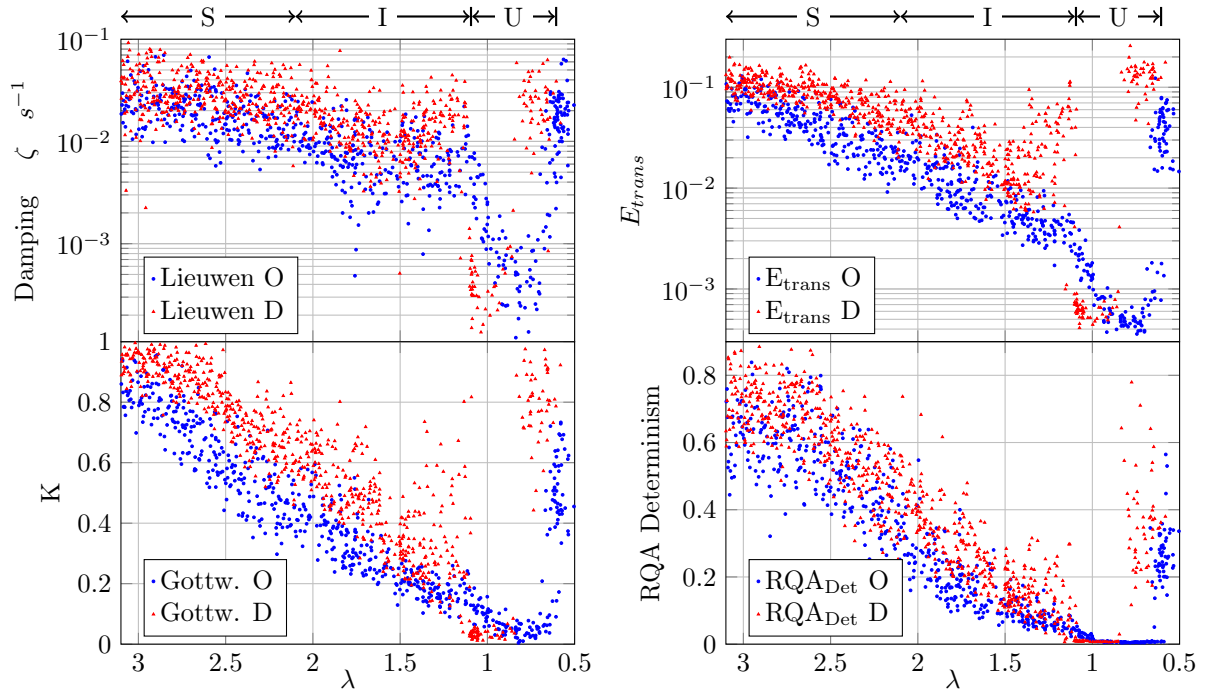 S I U
10⁻¹
10⁻²
10⁻³
Damping ζ s⁻¹
Lieuwen O
Lieuwen D
1
0.8
0.6
0.4
0.2
0
K
Gottw. O
Gottw. D
3 2.5 2 1.5 1 0.5
λ
S I U
10⁻¹
10⁻²
10⁻³
E_trans
E_trans O
E_trans D
0.8
0.6
0.4
0.2
0
RQA Determinism
RQA_Det O
RQA_Det D
3 2.5 2 1.5 1 0.5
λ